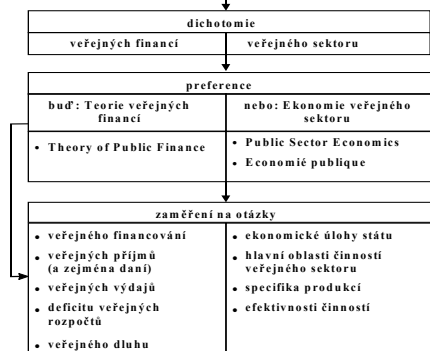 dichotomie
veřejných financí
veřejného sektoru
preference
buď: Teorie veřejných
financí
nebo: Ekonomie veřejného
sektoru
• Theory of Public Finance
• Public Sector Economics
• Economié publique
zaměření na otázky
• veřejného financování
• veřejných příjmů
(a zejména daní)
• veřejných výdajů
• deficitu veřejných
rozpočtů
• veřejného dluhu
• ekonomické úlohy státu
• hlavní oblasti činností
veřejného sektoru
• specifika produkcí
• efektivnosti činností